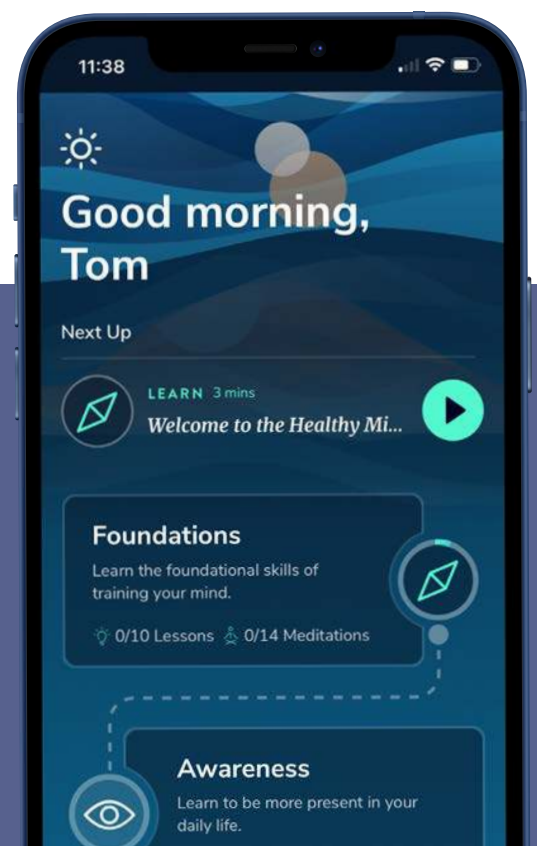 11:38
Good morning,
Tom
Next Up
LEARN 3 mins
Welcome to the Healthy Mi...
Foundations
Learn the foundational skills of
training your mind.
0/10 Lessons 0/14 Meditations
Awareness
Learn to be more present in your
daily life.